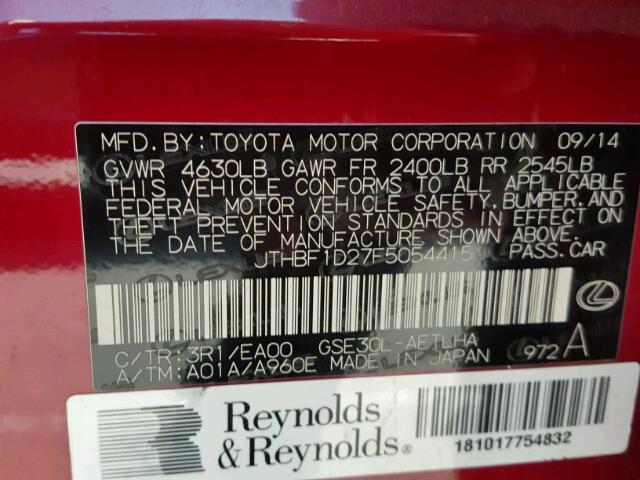 MFD.BY:TOYOTA MOTOR CORPORATION 09/14
GVWR 4630LB GAWR FR 2400LB RR 2545LB
THIS VEHICLE CONFORMS TO ALL APPLICABLE
FEDERAL MOTOR VEHICLE SAFETY,BUMPER,AND
THEFT PREVENTION STANDARDS IN EFFECT ON
THE DATE OF MANUFACTURE SHOWN ABOVE.
JTHBF1D27F5054415 PASS.CAR
C/TR:3R1/EA00 GSE30L-AETLHA
A/TM:A01A/A960E MADE IN JAPAN 972A
Reynolds
& Reynolds®
181017754832